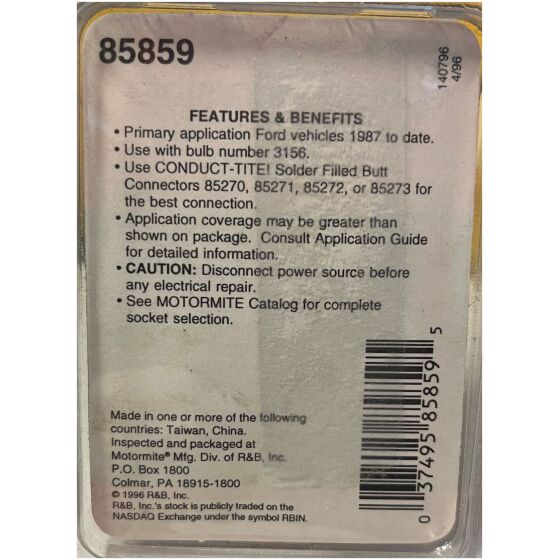 85859
140796
4/96
FEATURES & BENEFITS
• Primary application Ford vehicles 1987 to date.
• Use with bulb number 3156.
• Use CONDUCT-TITE! Solder Filled Butt
Connectors 85270, 85271, 85272, or 85273 for
the best connection.
• Application coverage may be greater than
shown on package. Consult Application Guide
for detailed information.
• CAUTION: Disconnect power source before
any electrical repair.
• See MOTORMITE Catalog for complete
socket selection.
Made in one or more of the following
countries: Taiwan, China.
Inspected and packaged at
Motormite® Mfg. Div. of R&B, Inc.
P.O. Box 1800
Colmar, PA 18915-1800
© 1996 R&B, Inc.
R&B, Inc.'s stock is publicly traded on the
NASDAQ Exchange under the symbol RBIN.
0 37495 85859 5